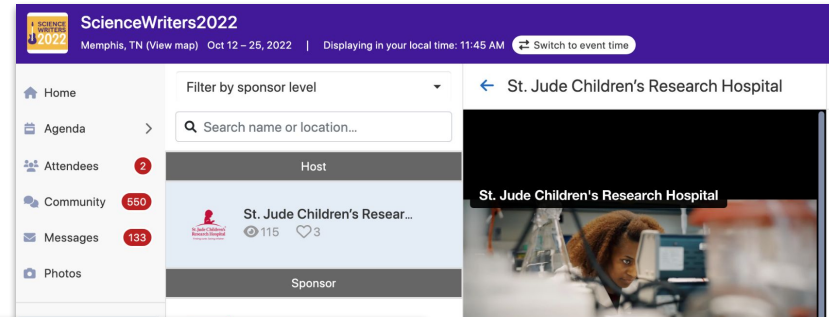 SCIENCE
WRITERS
2022
ScienceWriters2022
Memphis, TN (View map) Oct 12 – 25, 2022 | Displaying in your local time: 11:45 AM Switch to event time
Home
Agenda
Attendees 2
Community 550
Messages 133
Photos
Filter by sponsor level
Search name or location...
Host
St. Jude Children's
Research Hospital
St. Jude Children’s Resear...
115 3
Sponsor
St. Jude Children’s Research Hospital
St. Jude Children's Research Hospital